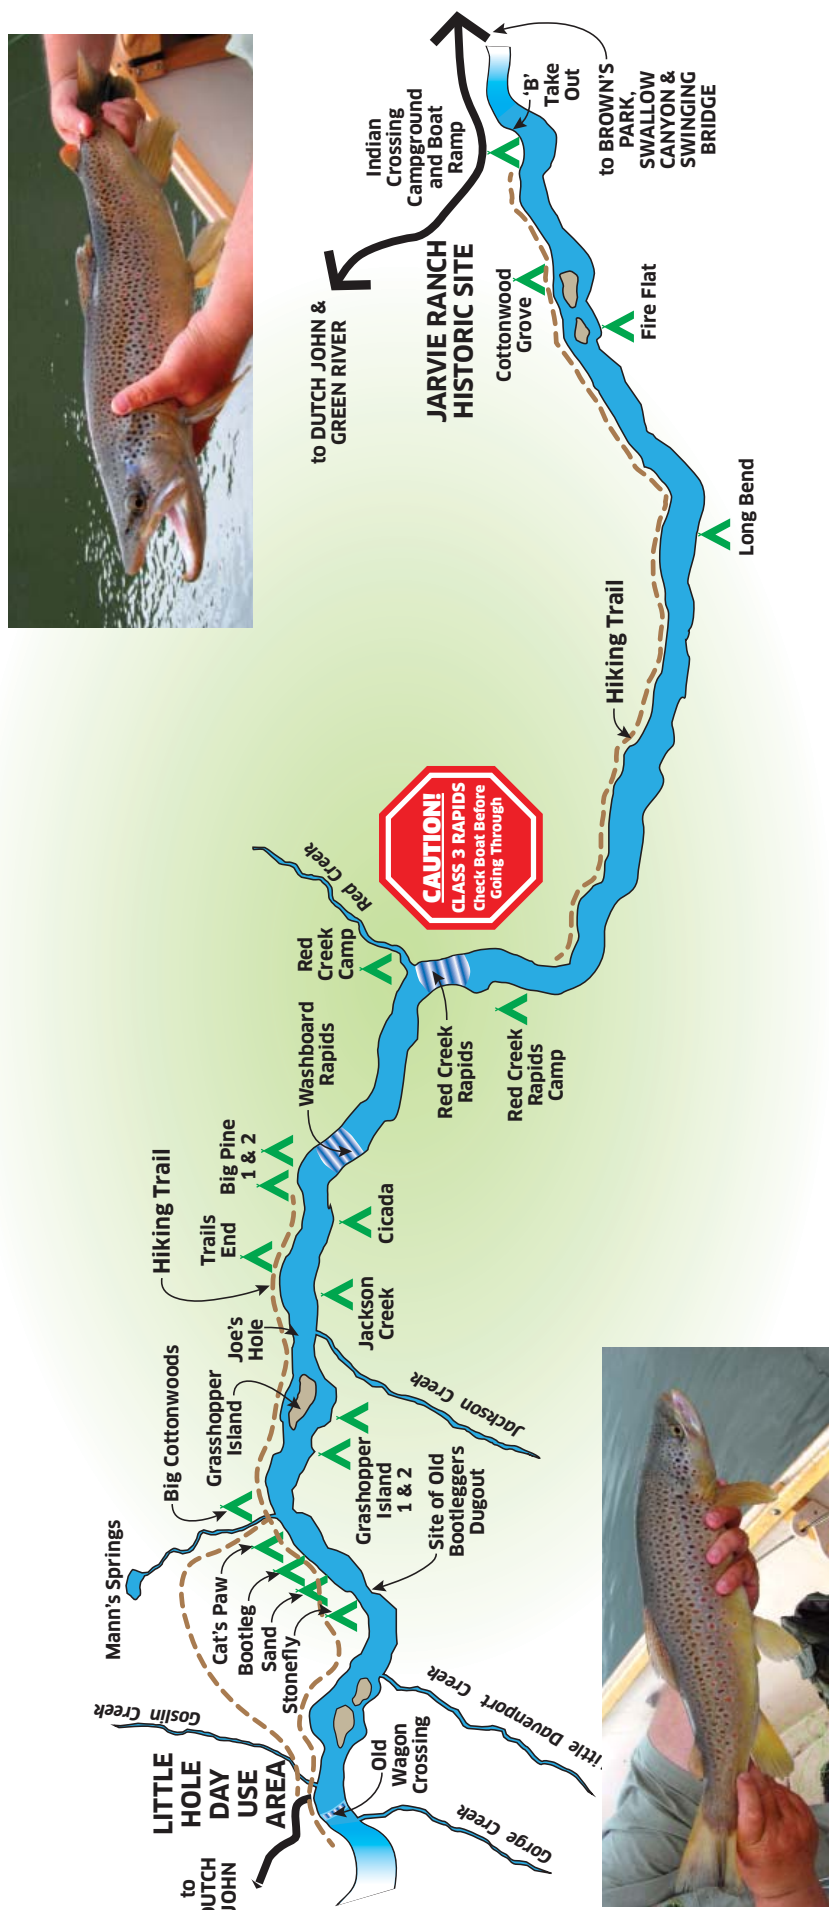 to BROWN'S
PARK,
SWALLOW
CANYON &
SWINGING
BRIDGE
'B'
Take
Out
Indian
Crossing
Campground
and Boat
Ramp
JARVIE RANCH
HISTORIC SITE
to DUTCH JOHN &
GREEN RIVER
Cottonwood
Grove
Fire Flat
Long Bend
Hiking Trail
CAUTION!
CLASS 3 RAPIDS
Check Boat Before
Going Through
Red Creek
Red
Creek
Camp
Red Creek
Rapids
Red Creek
Rapids
Camp
Washboard
Rapids
Big Pine
1 & 2
Cicada
Trails
End
Hiking Trail
Jackson
Creek
Joe's
Hole
Jackson Creek
Grasshopper
Island
Grashopper
Island
1 & 2
Big Cottonwoods
Mann's Springs
Cat's Paw
Bootleg
Sand
Stonefly
Site of Old
Bootleggers
Dugout
Goslin Creek
Little Davenport Creek
LITTLE
HOLE
DAY
USE
AREA
Old
Wagon
Crossing
Gorge Creek
to
DUTCH
JOHN